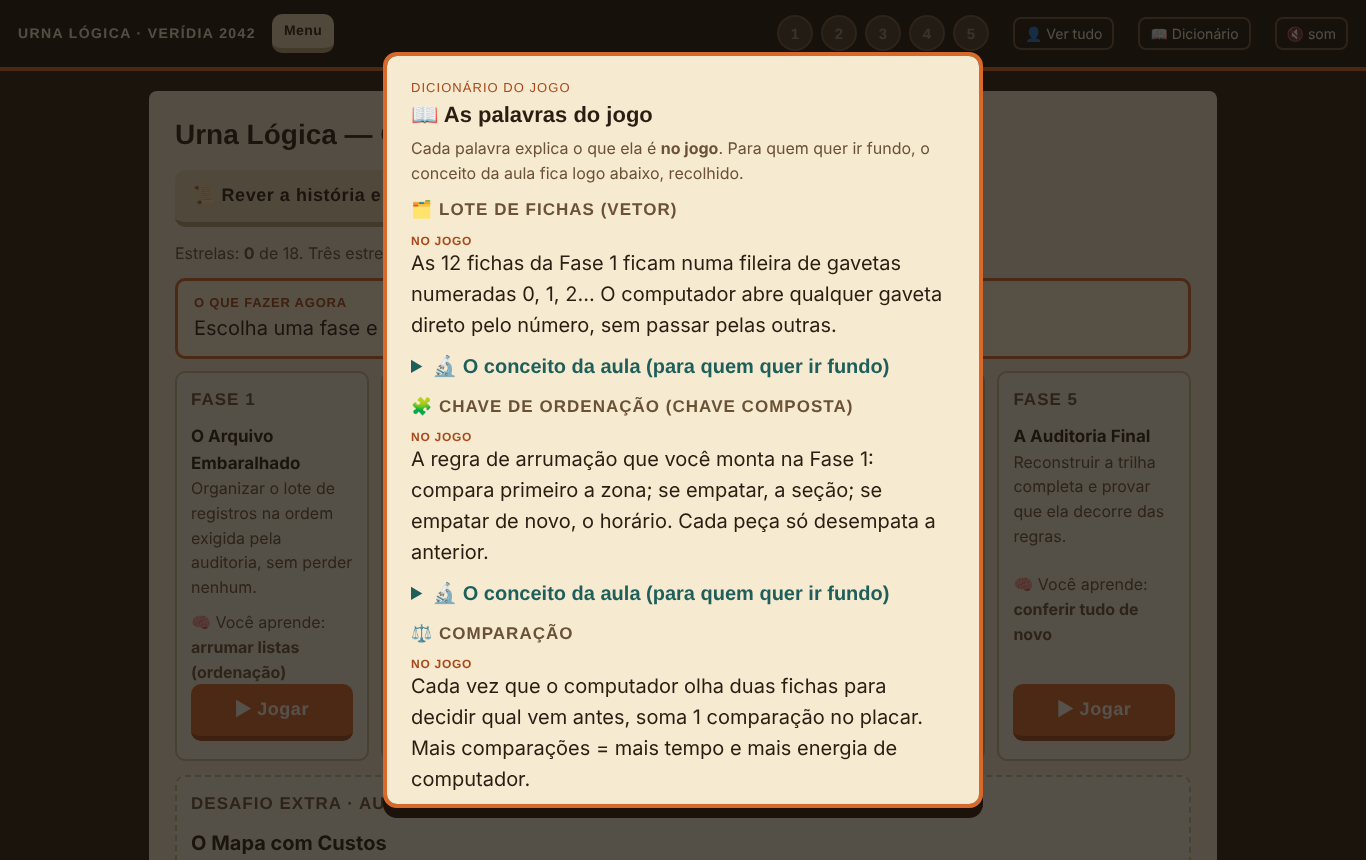 URNA LÓGICA · VERÍDIA 2042
Menu
1
2
3
4
5
👤 Ver tudo
📖 Dicionário
🔇 som
Urna Lógica —
📜 Rever a história e
Estrelas: 0 de 18. Três estre
O QUE FAZER AGORA
Escolha uma fase e
FASE 1
O Arquivo
Embaralhado
Organizar o lote de
registros na ordem
exigida pela
auditoria, sem perder
nenhum.
🧠 Você aprende:
arrumar listas
(ordenação)
▶ Jogar
DICIONÁRIO DO JOGO
📖 As palavras do jogo
Cada palavra explica o que ela é no jogo. Para quem quer ir fundo, o
conceito da aula fica logo abaixo, recolhido.
🗂️ LOTE DE FICHAS (VETOR)
NO JOGO
As 12 fichas da Fase 1 ficam numa fileira de gavetas
numeradas 0, 1, 2... O computador abre qualquer gaveta
direto pelo número, sem passar pelas outras.
▶ 🔬 O conceito da aula (para quem quer ir fundo)
🧩 CHAVE DE ORDENAÇÃO (CHAVE COMPOSTA)
NO JOGO
A regra de arrumação que você monta na Fase 1:
compara primeiro a zona; se empatar, a seção; se
empatar de novo, o horário. Cada peça só desempata a
anterior.
▶ 🔬 O conceito da aula (para quem quer ir fundo)
⚖️ COMPARAÇÃO
NO JOGO
Cada vez que o computador olha duas fichas para
decidir qual vem antes, soma 1 comparação no placar.
Mais comparações = mais tempo e mais energia de
computador.
FASE 5
A Auditoria Final
Reconstruir a trilha
completa e provar
que ela decorre das
regras.
🧠 Você aprende:
conferir tudo de
novo
▶ Jogar
DESAFIO EXTRA · AU
O Mapa com Custos